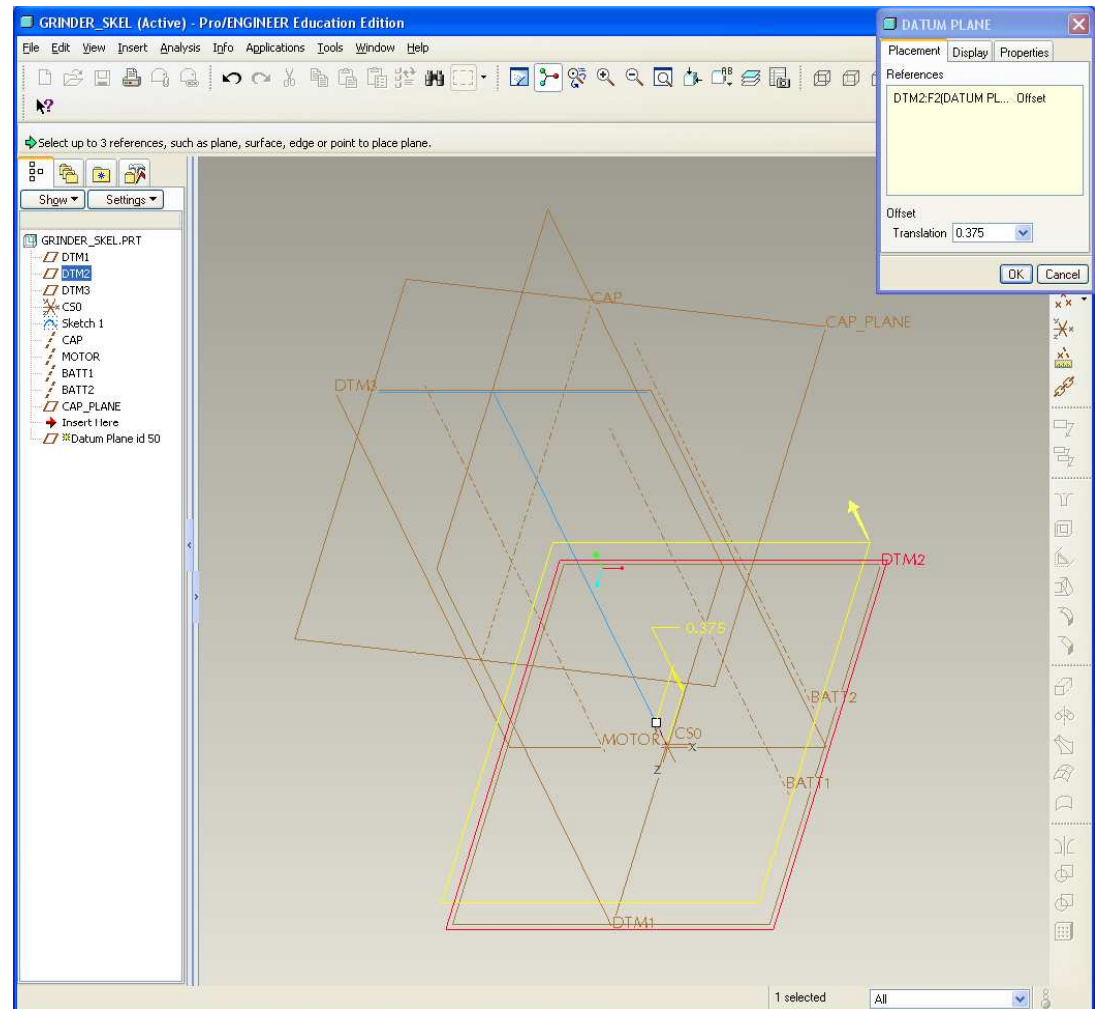 GRINDER_SKEL (Active) - Pro/ENGINEER Education Edition
File Edit View Insert Analysis Info Applications Tools Window Help
Select up to 3 references, such as plane, surface, edge or point to place plane.
Show Settings
GRINDER_SKEL.PRT
DTM1
DTM2
DTM3
CS0
Sketch 1
CAP
MOTOR
BATT1
BATT2
CAP_PLANE
Insert Here
Datum Plane id 50
DATUM PLANE
Placement Display Properties
References
DTM2:F2(DATUM PL... Offset
Offset
Translation 0.375
OK Cancel
CAP
CAP_PLANE
DTM3
DTM2
0.375
BATT2
MOTOR CS0
X
Z
BATT1
DTM1
1 selected All